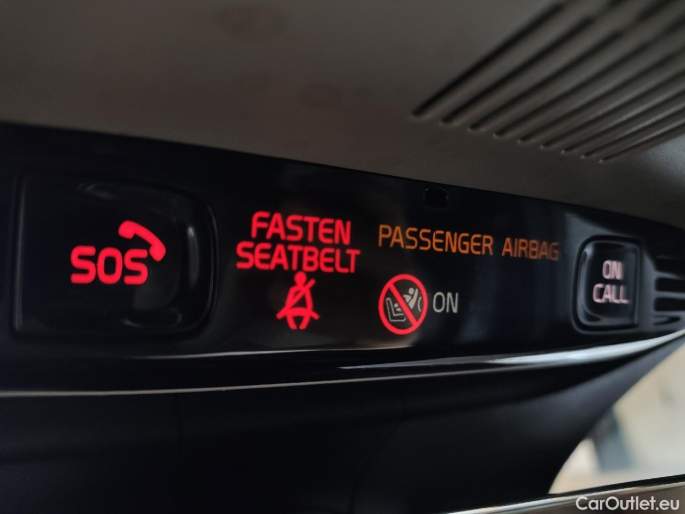 SOS
FASTEN
SEATBELT
PASSENGER AIRBAG
ON
ON
CALL
CarOutlet.eu